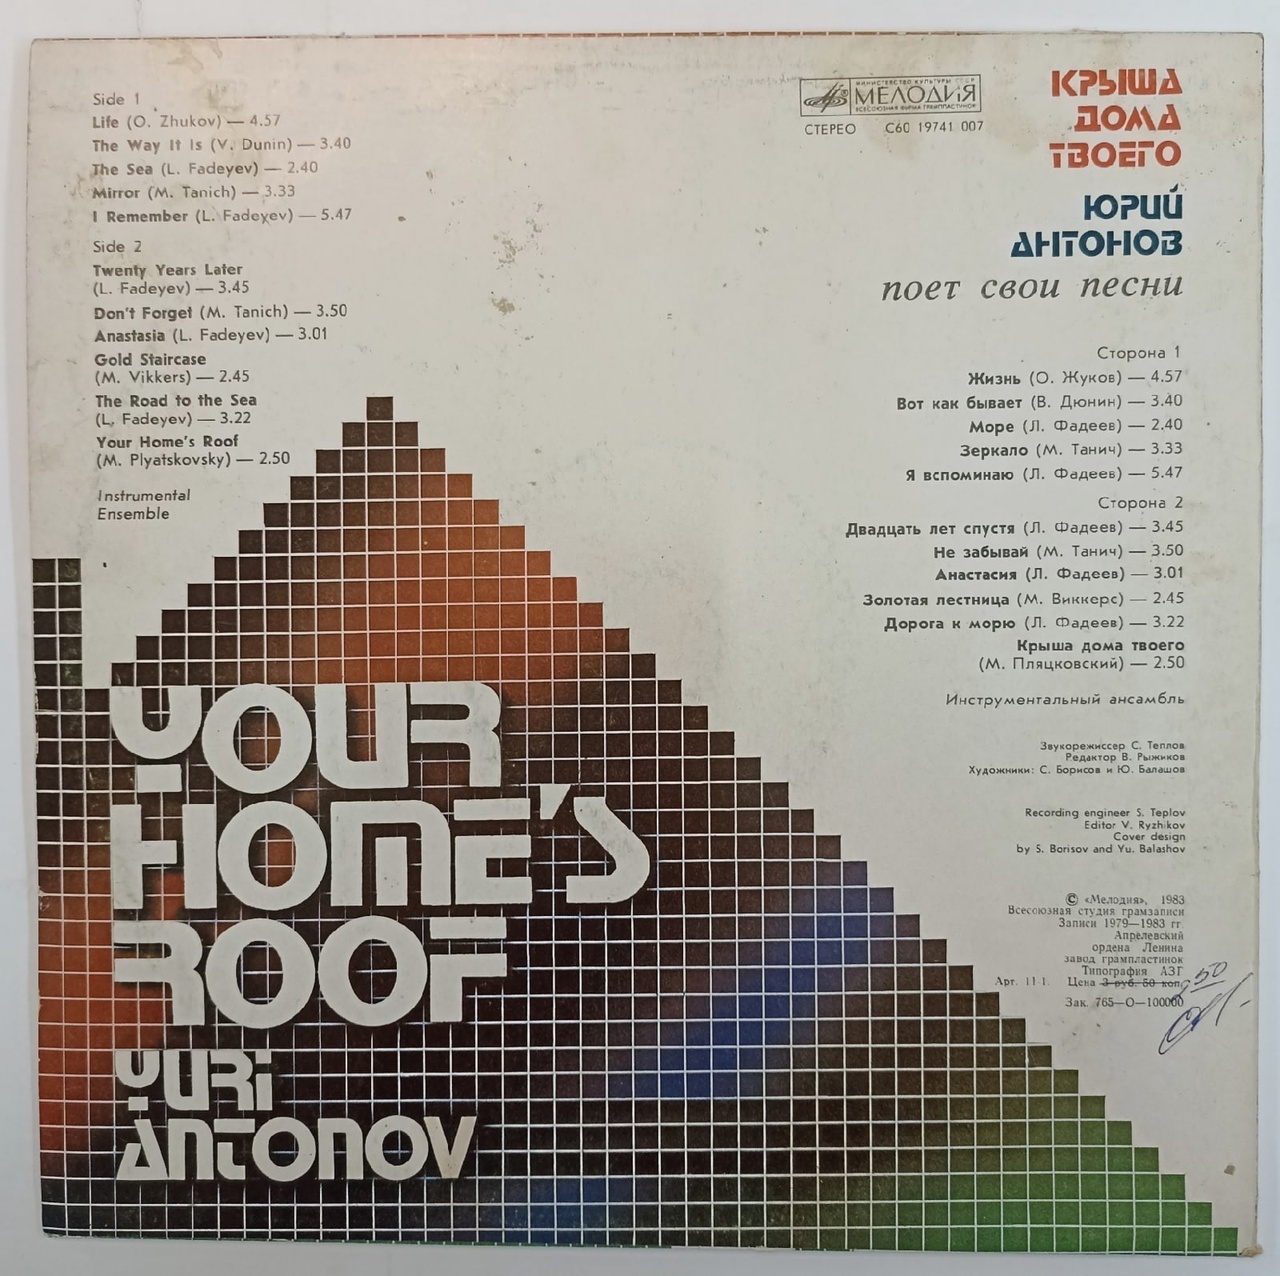 Side 1
Life (O. Zhukov) — 4.57
The Way It Is (V. Dunin) — 3.40
The Sea (L. Fadeyev) — 2.40
Mirror (M. Tanich) — 3.33
I Remember (L. Fadeyev) — 5.47
Side 2
Twenty Years Later
(L. Fadeyev) — 3.45
Don't Forget (M. Tanich) — 3.50
Anastasia (L. Fadeyev) — 3.01
Gold Staircase
(M. Vikkers) — 2.45
The Road to the Sea
(L. Fadeyev) — 3.22
Your Home's Roof
(M. Plyatskovsky) — 2.50
Instrumental
Ensemble
YOUR
HOME'S
ROOF
YURI
ANTONOV
МИНИСТЕРСТВО КУЛЬТУРЫ СССР
МЕЛОДИЯ
ВСЕСОЮЗНАЯ ФИРМА ГРАМПЛАСТИНОК
СТЕРЕО С60 19741 007
КРЫША
ДОМА
ТВОЕГО
ЮРИЙ
АНТОНОВ
поет свои песни
Сторона 1
Жизнь (О. Жуков) — 4.57
Вот как бывает (В. Дюнин) — 3.40
Море (Л. Фадеев) — 2.40
Зеркало (М. Танич) — 3.33
Я вспоминаю (Л. Фадеев) — 5.47
Сторона 2
Двадцать лет спустя (Л. Фадеев) — 3.45
Не забывай (М. Танич) — 3.50
Анастасия (Л. Фадеев) — 3.01
Золотая лестница (М. Виккерс) — 2.45
Дорога к морю (Л. Фадеев) — 3.22
Крыша дома твоего
(М. Пляцковский) — 2.50
Инструментальный ансамбль
Звукорежиссер С. Теплов
Редактор В. Рыжиков
Художники: С. Борисов и Ю. Балашов
Recording engineer S. Teplov
Editor V. Ryzhikov
Cover design
by S. Borisov and Yu. Balashov
© «Мелодия», 1983
Всесоюзная студия грамзаписи
Записи 1979—1983 гг.
Апрелевский
ордена Ленина
завод грампластинок
Типография АЗГ
Арт. 11-1. Цена 3 руб. 50 коп.
Зак. 765—О—100000